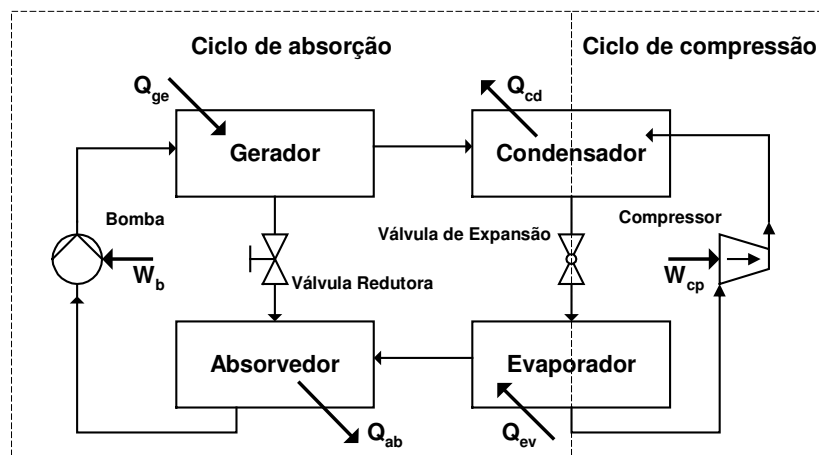 Ciclo de absorção
Ciclo de compressão
Q_ge
Q_cd
Gerador
Condensador
Bomba
Válvula de Expansão
Compressor
W_b
Válvula Redutora
W_cp
Absorvedor
Evaporador
Q_ab
Q_ev